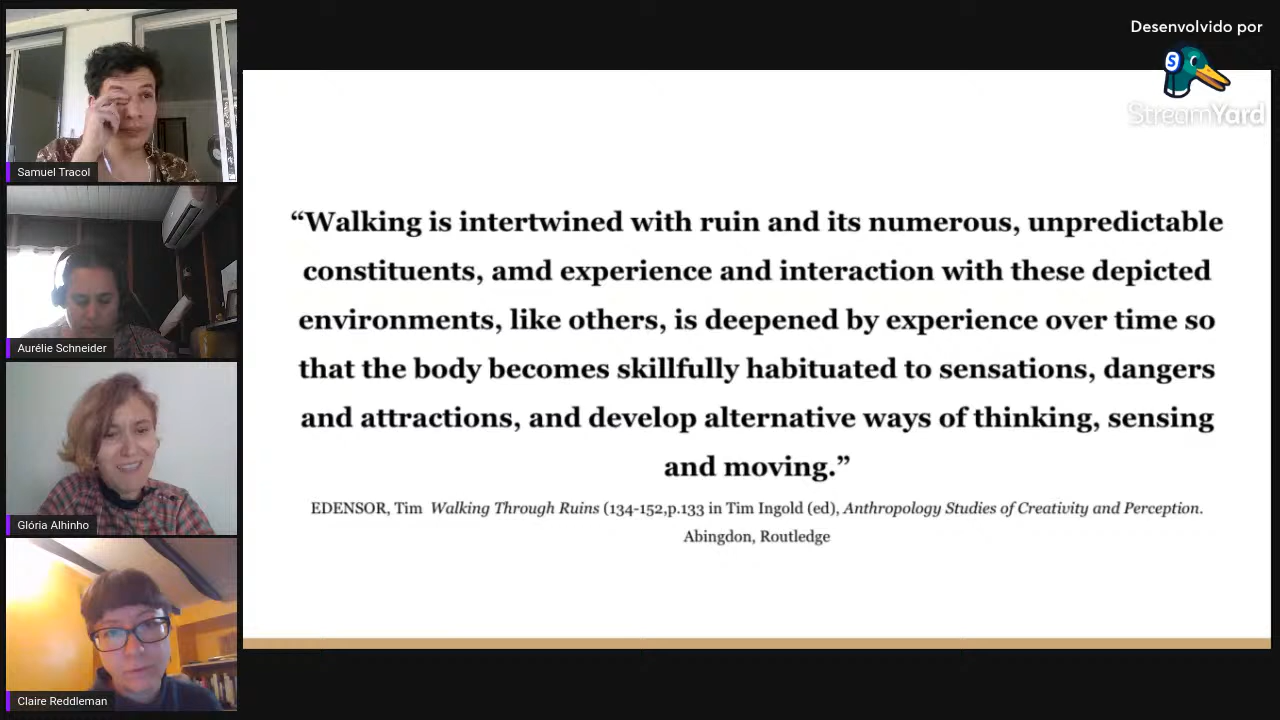 Desenvolvido por
StreamYard
Samuel Tracol
Aurélie Schneider
Glória Alhinho
Claire Reddleman
“Walking is intertwined with ruin and its numerous, unpredictable
constituents, amd experience and interaction with these depicted
environments, like others, is deepened by experience over time so
that the body becomes skillfully habituated to sensations, dangers
and attractions, and develop alternative ways of thinking, sensing
and moving.”
EDENSOR, Tim Walking Through Ruins (134-152,p.133 in Tim Ingold (ed), Anthropology Studies of Creativity and Perception.
Abingdon, Routledge